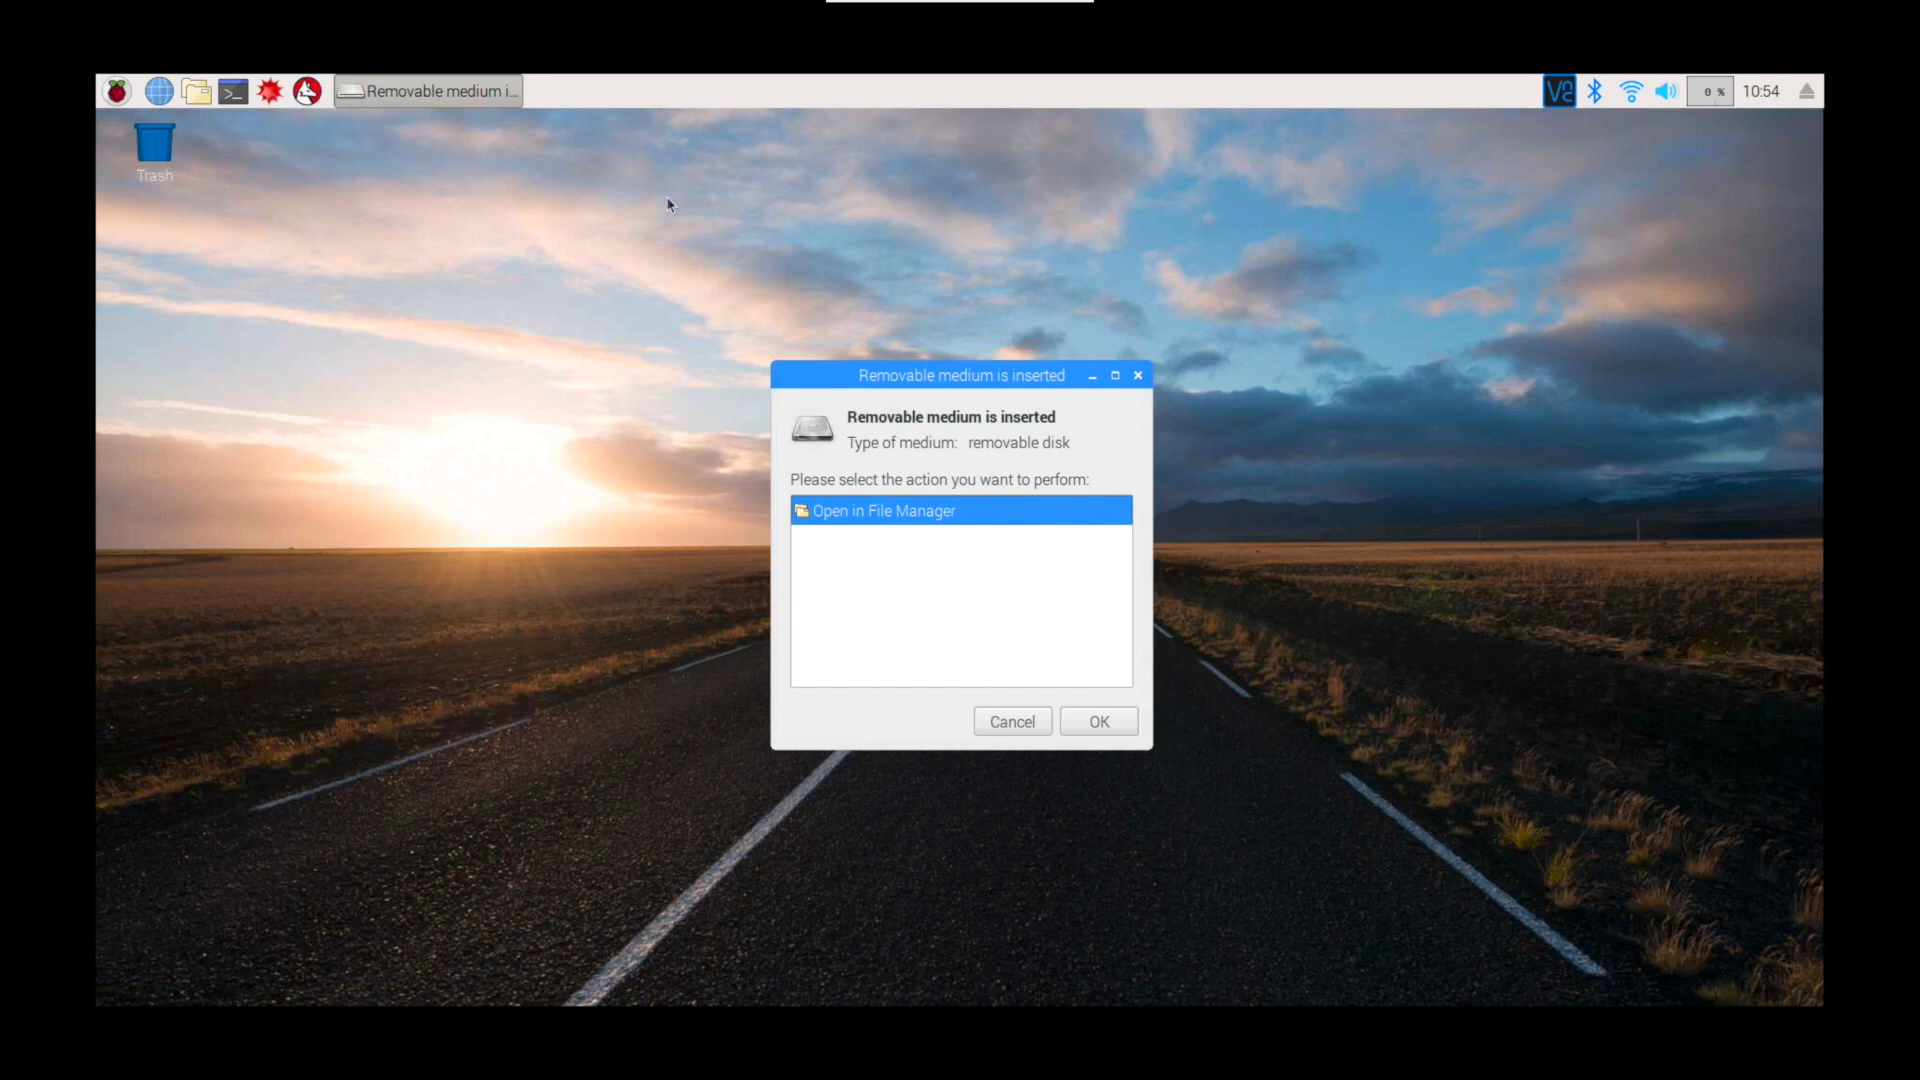 >_
Removable medium i...
VNC
0 %
10:54
Trash
Removable medium is inserted
Removable medium is inserted
Type of medium: removable disk
Please select the action you want to perform:
Open in File Manager
Cancel
OK